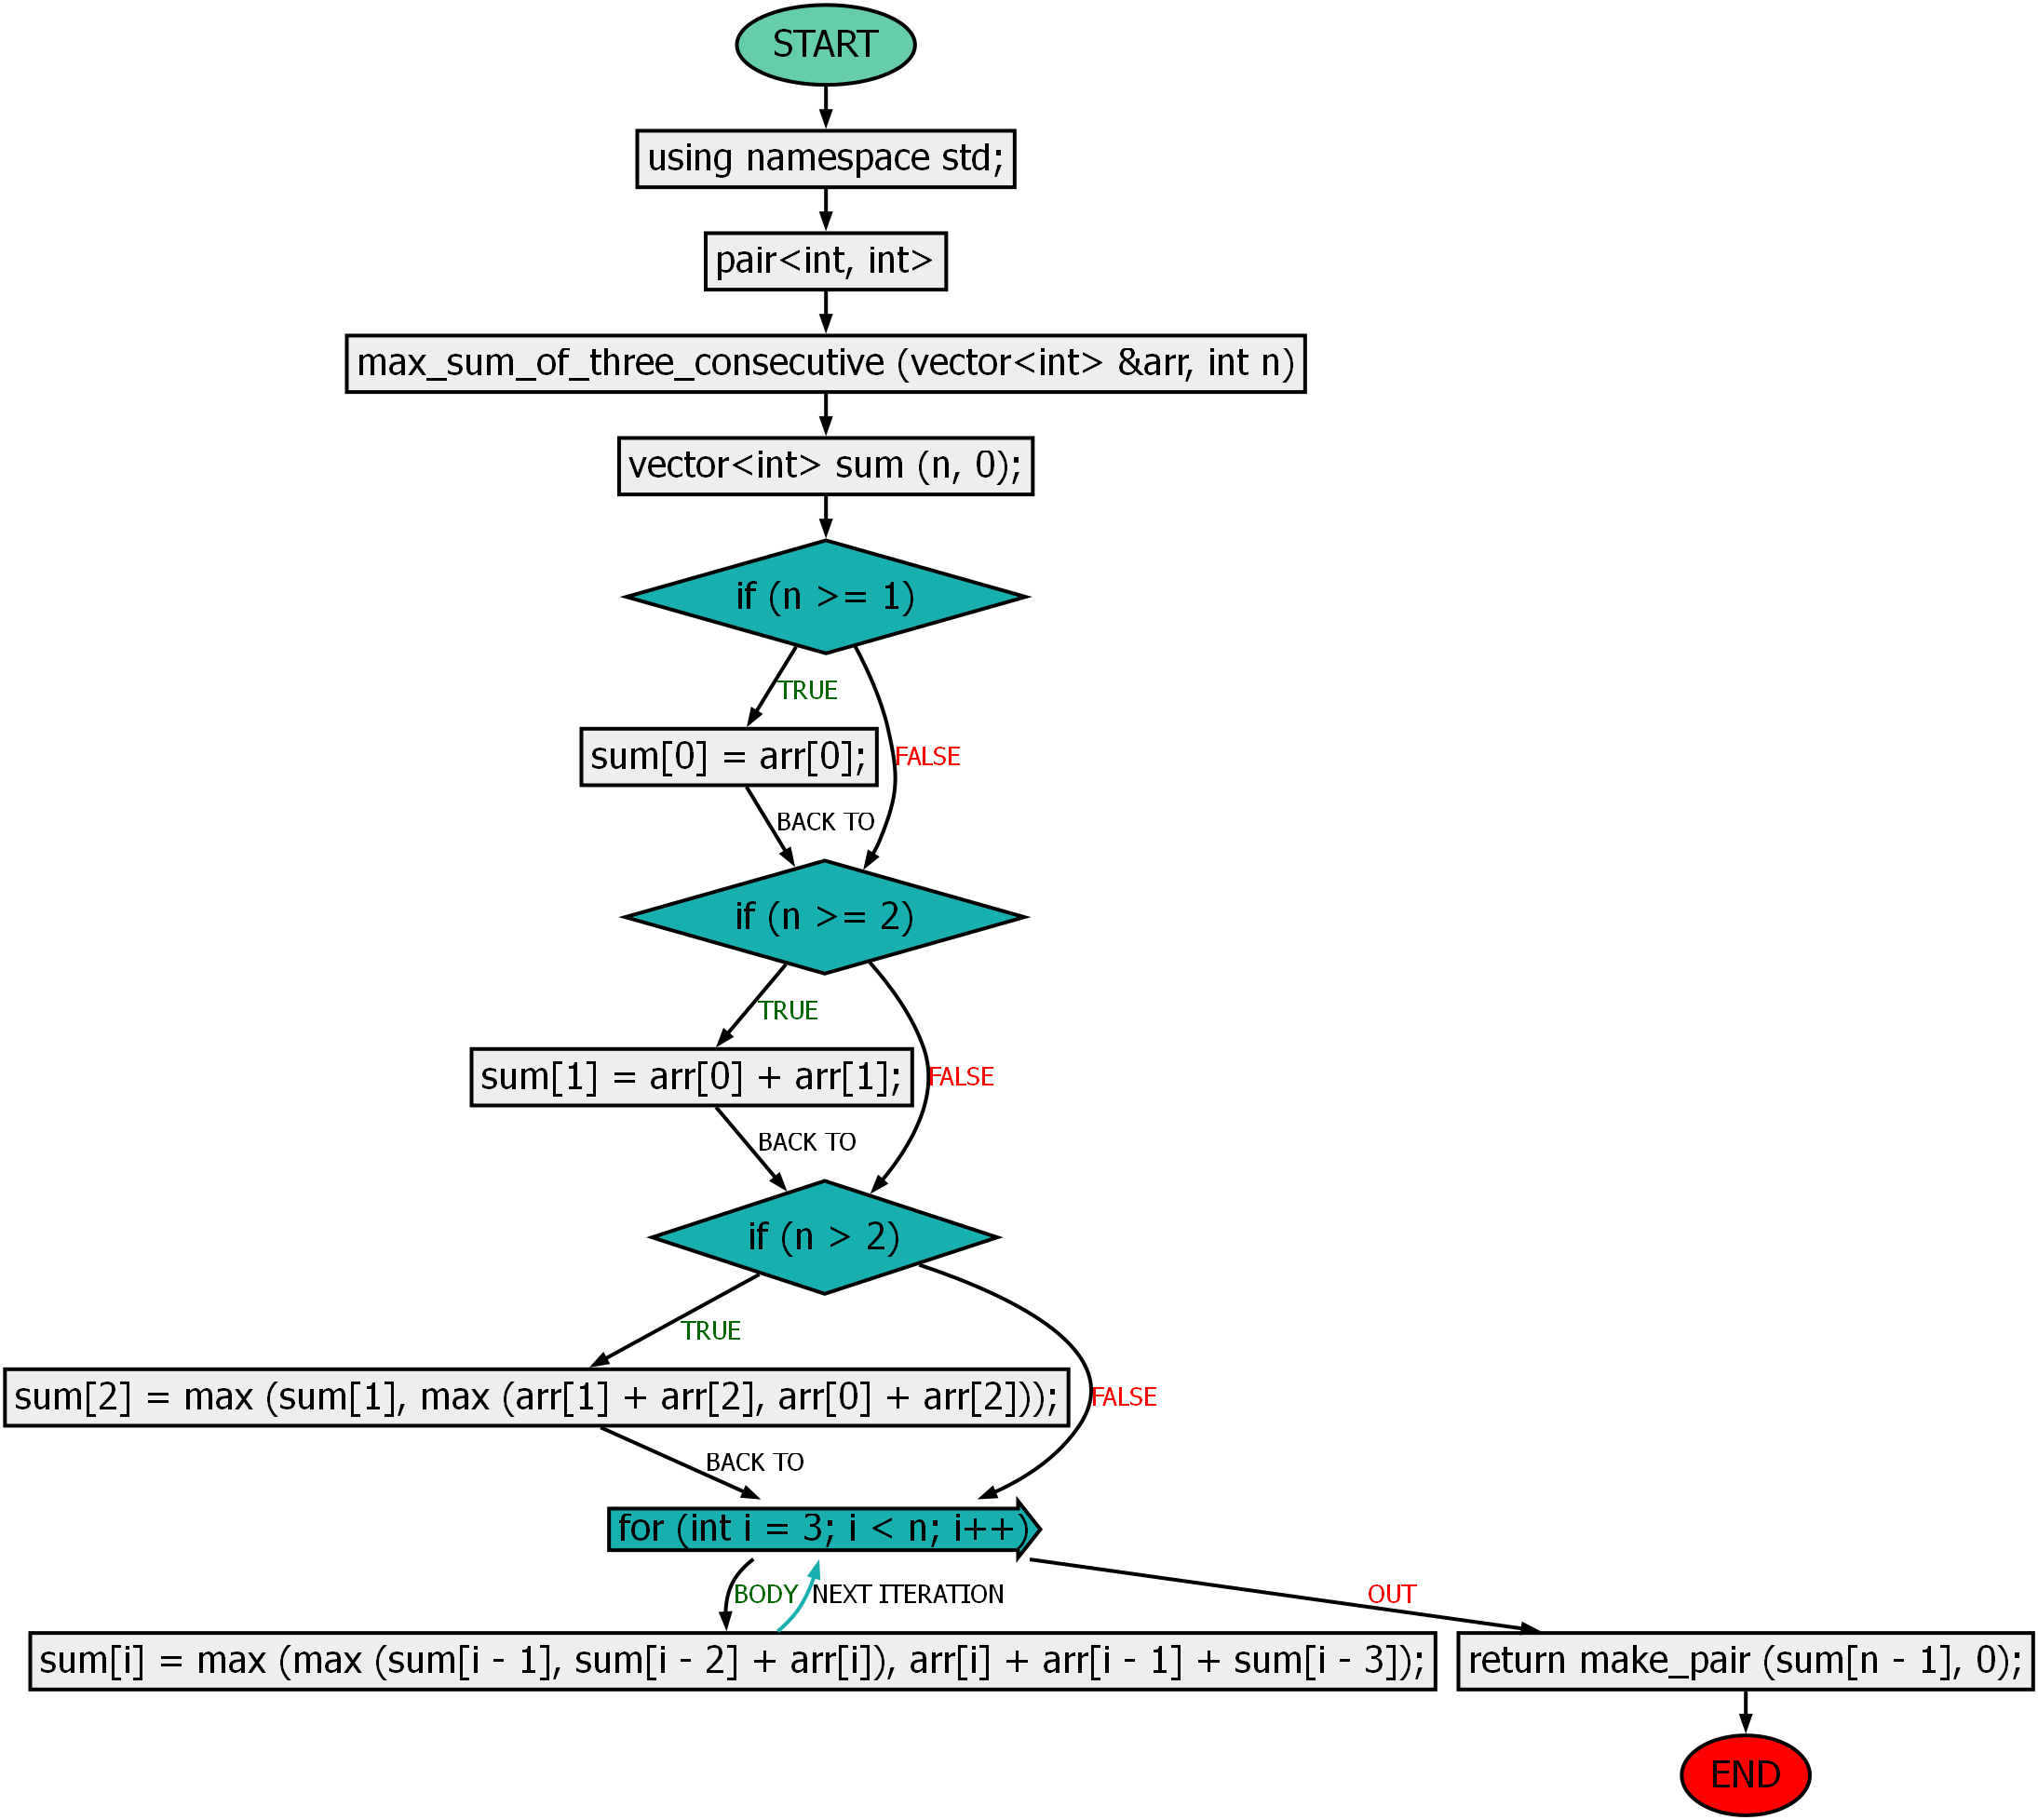 START
using namespace std;
pair<int, int>
max_sum_of_three_consecutive (vector<int> &arr, int n)
vector<int> sum (n, 0);
if (n >= 1)
TRUE
sum[0] = arr[0];
FALSE
BACK TO
if (n >= 2)
TRUE
sum[1] = arr[0] + arr[1];
FALSE
BACK TO
if (n > 2)
TRUE
sum[2] = max (sum[1], max (arr[1] + arr[2], arr[0] + arr[2]));
FALSE
BACK TO
for (int i = 3; i < n; i++)
BODY
NEXT ITERATION
OUT
sum[i] = max (max (sum[i - 1], sum[i - 2] + arr[i]), arr[i] + arr[i - 1] + sum[i - 3]);
return make_pair (sum[n - 1], 0);
END